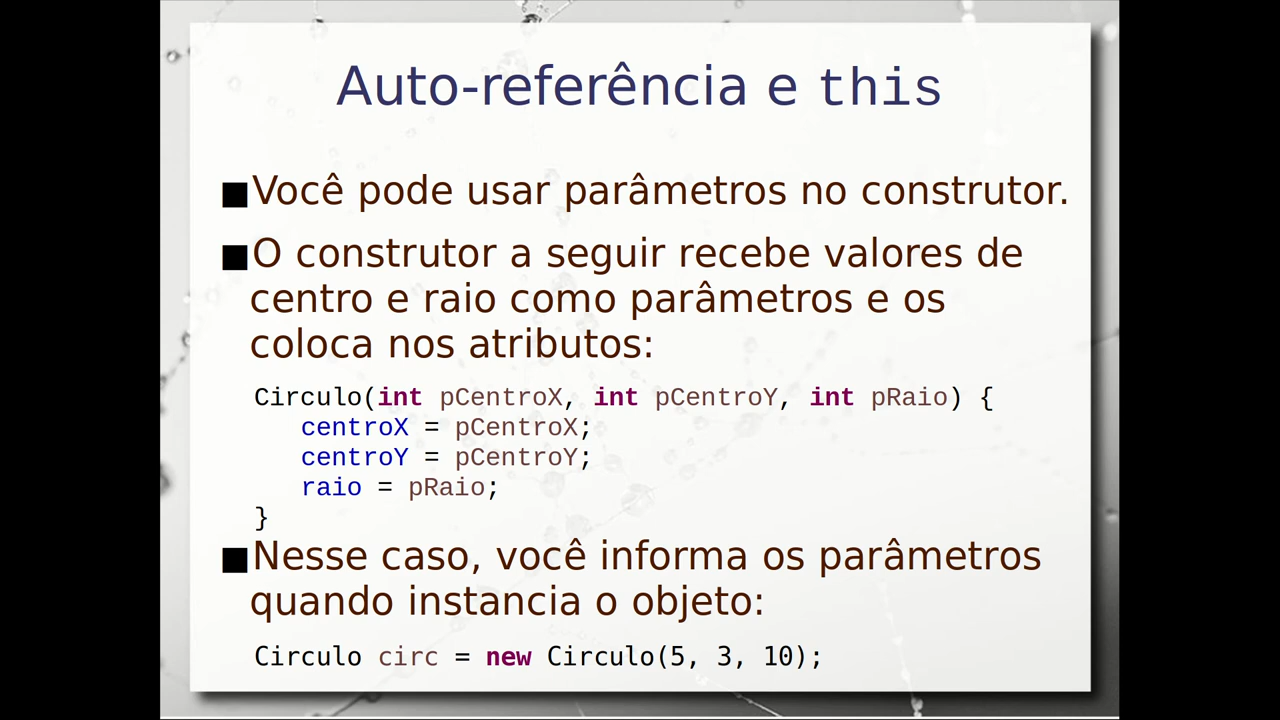 Auto-referência e this
■Você pode usar parâmetros no construtor.
■O construtor a seguir recebe valores de
centro e raio como parâmetros e os
coloca nos atributos:
Circulo(int pCentroX, int pCentroY, int pRaio) {
centroX = pCentroX;
centroY = pCentroY;
raio = pRaio;
}
■Nesse caso, você informa os parâmetros
quando instancia o objeto:
Circulo circ = new Circulo(5, 3, 10);